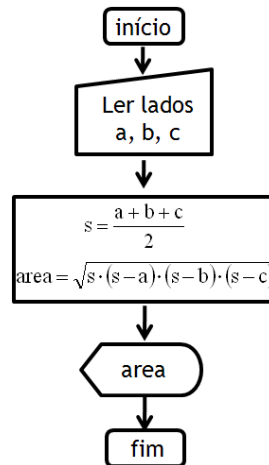 início
Ler lados
a, b, c
s = (a + b + c) / 2
area = √s·(s−a)·(s−b)·(s−c)
area
fim